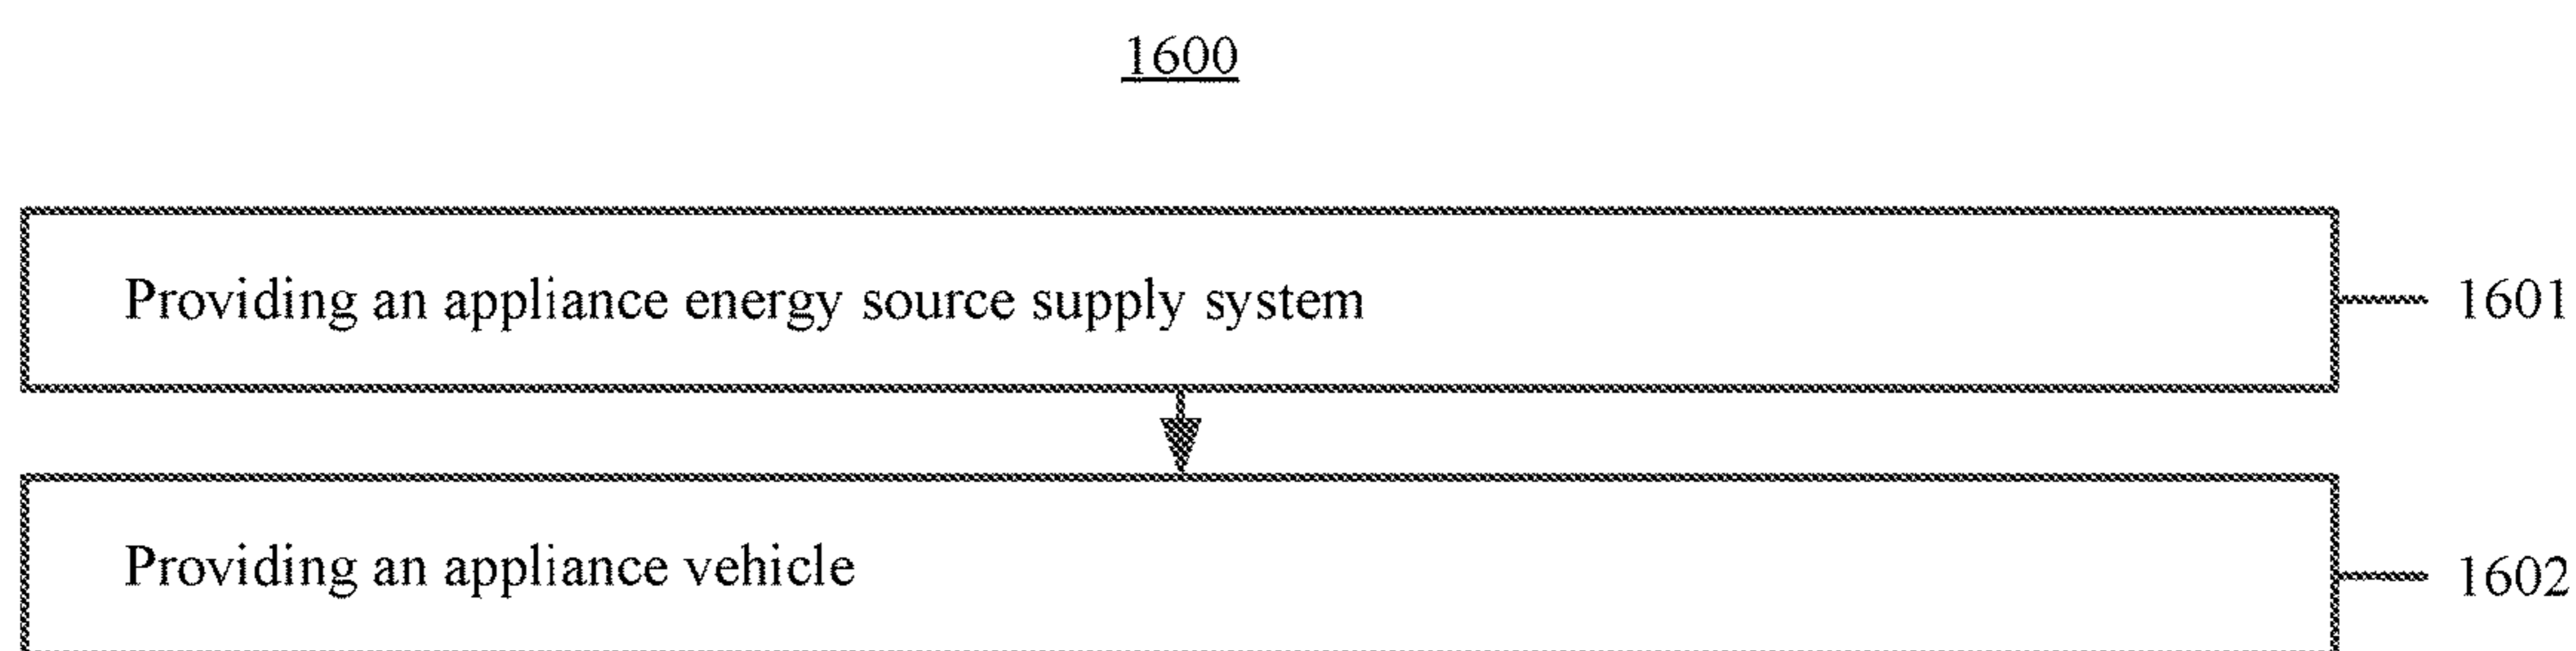 1600
Providing an appliance energy source supply system
1601
Providing an appliance vehicle
1602